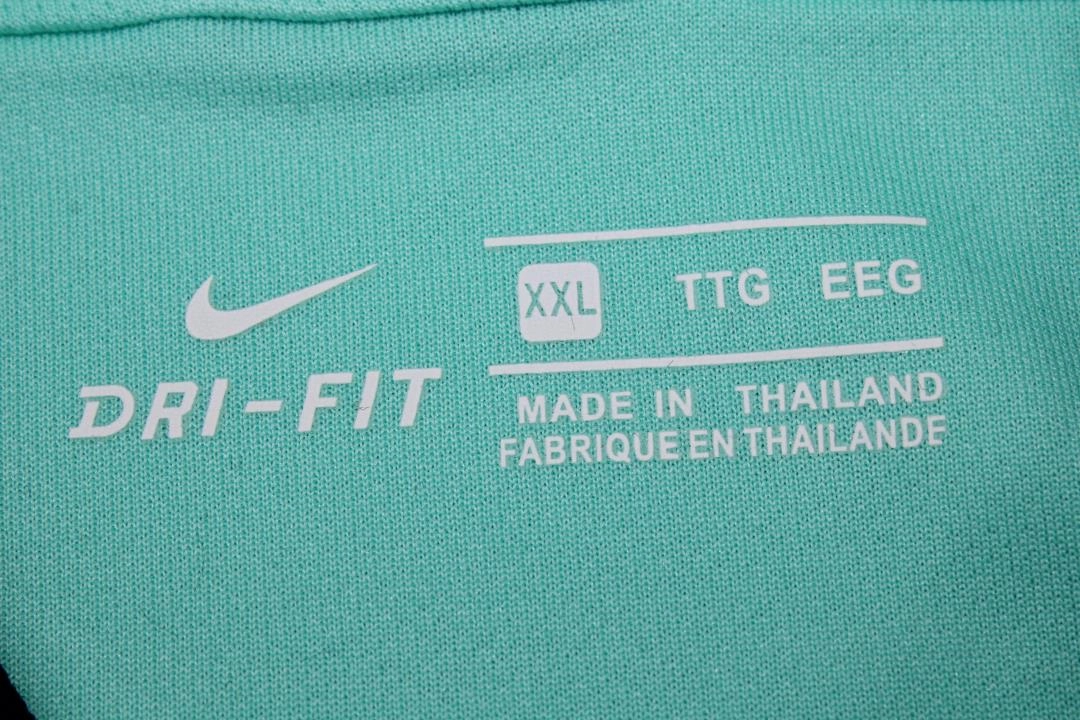 DRI-FIT
XXL TTG EEG
MADE IN THAILAND
FABRIQUE EN THAILANDE